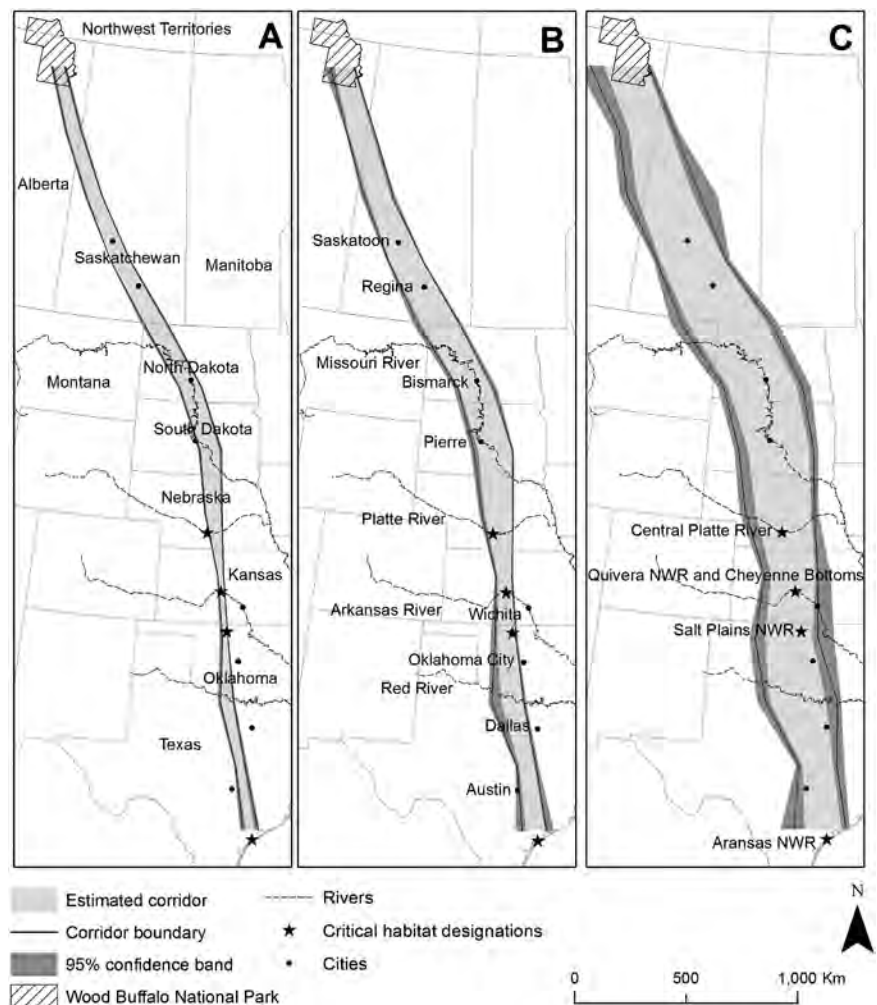 A
Northwest Territories
Alberta
Saskatchewan
Manitoba
North Dakota
Montana
South Dakota
Nebraska
Kansas
Oklahoma
Texas
B
Saskatoon
Regina
Missouri River
Bismarck
Pierre
Platte River
Arkansas River
Wichita
Oklahoma City
Red River
Dallas
Austin
C
Central Platte River
Quivera NWR and Cheyenne Bottoms
Salt Plains NWR
Aransas NWR
Estimated corridor
Corridor boundary
95% confidence band
Wood Buffalo National Park
Rivers
Critical habitat designations
Cities
N
0 500 1,000 Km